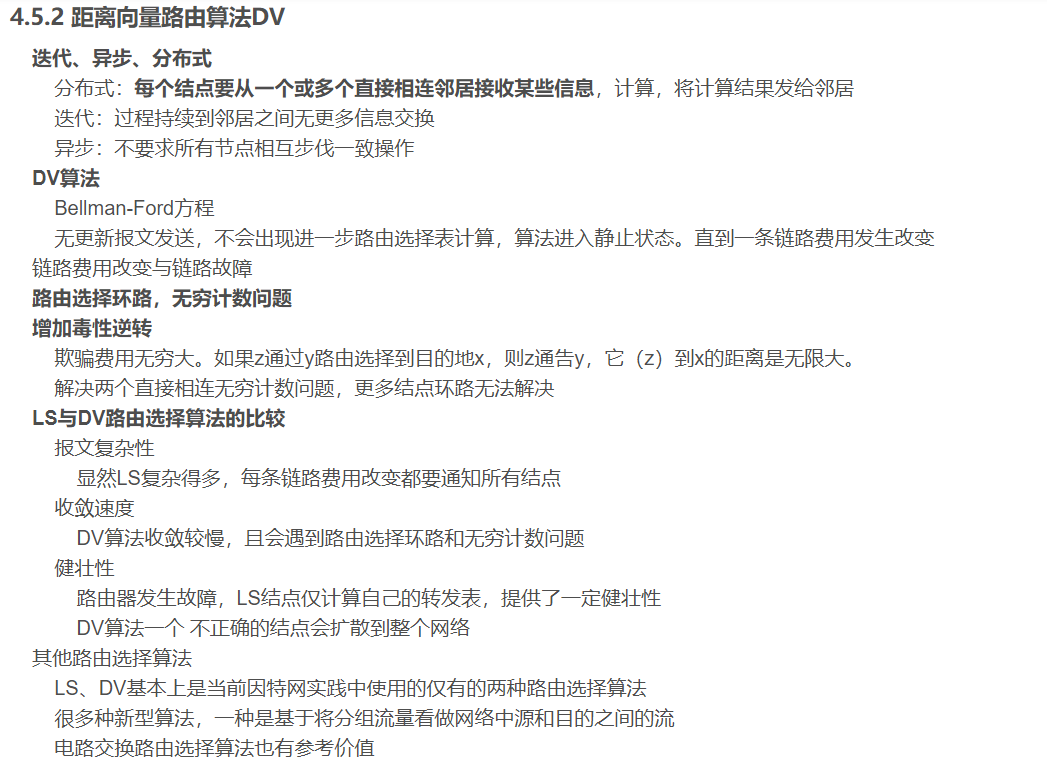 4.5.2 距离向量路由算法DV
迭代、异步、分布式
分布式：每个结点要从一个或多个直接相连邻居接收某些信息，计算，将计算结果发给邻居
迭代：过程持续到邻居之间无更多信息交换
异步：不要求所有节点相互步伐一致操作
DV算法
Bellman-Ford方程
无更新报文发送，不会出现进一步路由选择表计算，算法进入静止状态。直到一条链路费用发生改变
链路费用改变与链路故障
路由选择环路，无穷计数问题
增加毒性逆转
欺骗费用无穷大。如果z通过y路由选择到目的地x，则z通告y，它（z）到x的距离是无限大。
解决两个直接相连无穷计数问题，更多结点环路无法解决
LS与DV路由选择算法的比较
报文复杂性
显然LS复杂得多，每条链路费用改变都要通知所有结点
收敛速度
DV算法收敛较慢，且会遇到路由选择环路和无穷计数问题
健壮性
路由器发生故障，LS结点仅计算自己的转发表，提供了一定健壮性
DV算法一个 不正确的结点会扩散到整个网络
其他路由选择算法
LS、DV基本上是当前因特网实践中使用的仅有的两种路由选择算法
很多种新型算法，一种是基于将分组流量看做网络中源和目的之间的流
电路交换路由选择算法也有参考价值